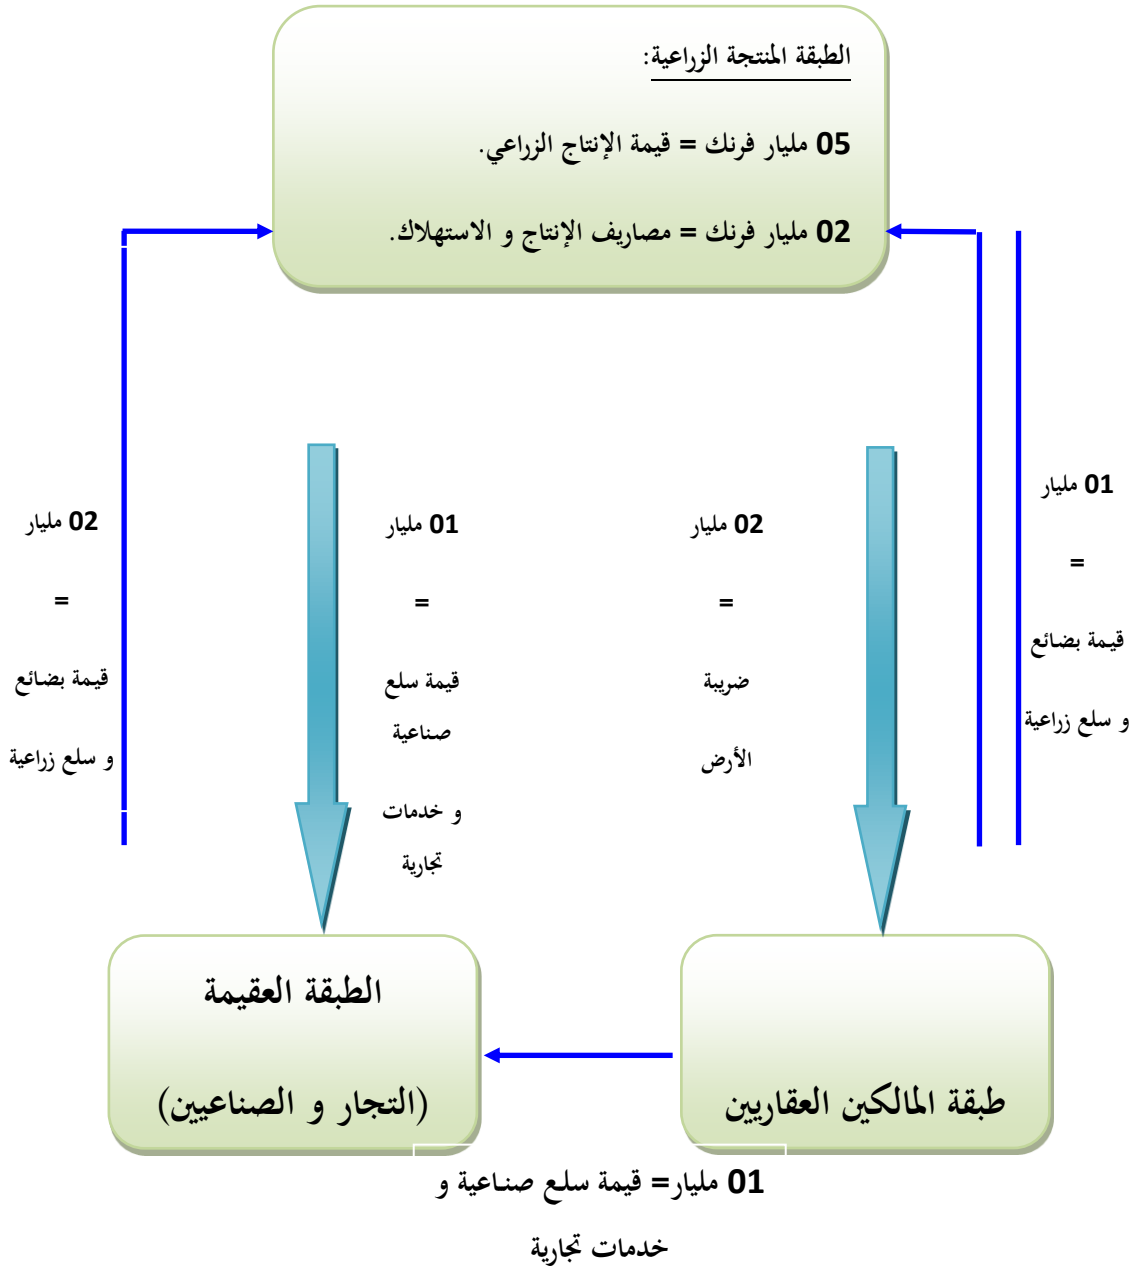 الطبقة المنتجة الزراعية:
05 مليار فرنك = قيمة الإنتاج الزراعي.
02 مليار فرنك = مصاريف الإنتاج و الاستهلاك.
01 مليار
=
قيمة بضائع
و سلع زراعية
02 مليار
=
ضريبة
الأرض
01 مليار
=
قيمة سلع
صناعية
و خدمات
تجارية
02 مليار
=
قيمة بضائع
و سلع زراعية
طبقة المالكين العقاريين
الطبقة العقيمة
(التجار و الصناعيين)
01 مليار= قيمة سلع صناعية و
خدمات تجارية